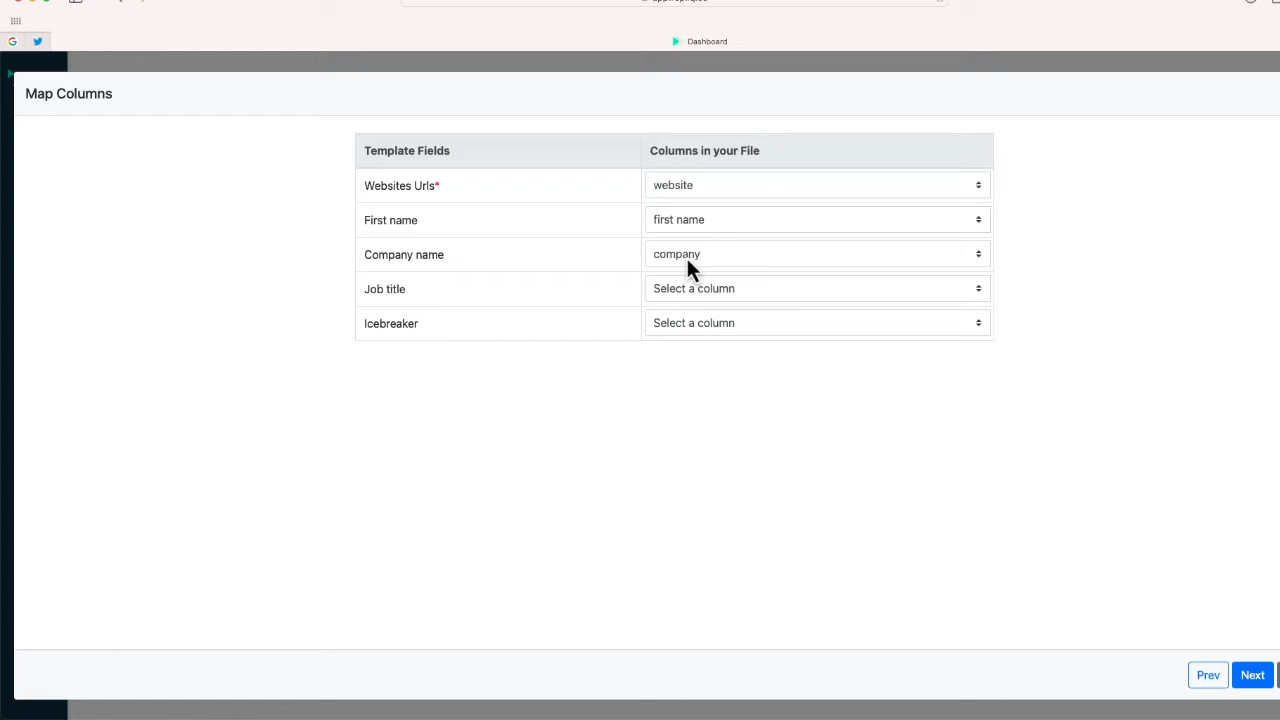 Dashboard
Map Columns
Template Fields Columns in your File
Websites Urls* website
First name first name
Company name company
Job title Select a column
Icebreaker Select a column
Prev Next